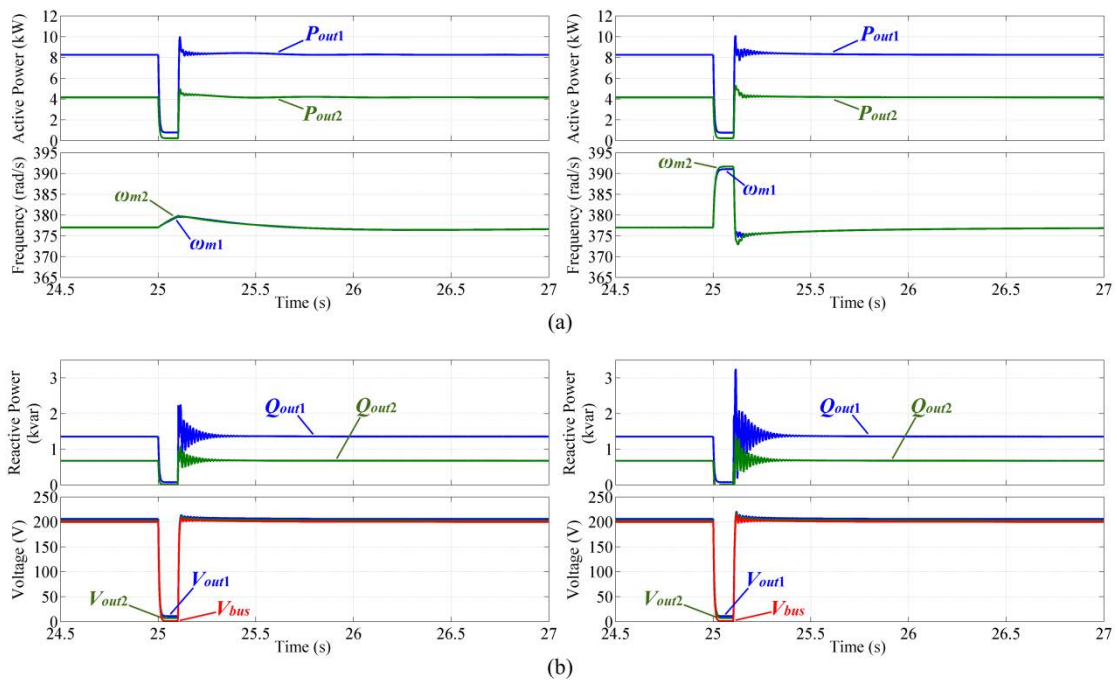 Active Power (kW)
12
10
8
6
4
2
0
Pout1
Pout2
Frequency (rad/s)
395
390
385
380
375
370
365
ωm2
ωm1
24.5 25 25.5 26 26.5 27
Time (s)
Active Power (kW)
12
10
8
6
4
2
0
Pout1
Pout2
Frequency (rad/s)
395
390
385
380
375
370
365
ωm2
ωm1
24.5 25 25.5 26 26.5 27
Time (s)
(a)
Reactive Power
(kvar)
3
2
1
0
Qout1 Qout2
Voltage (V)
250
200
150
100
50
0
Vout2 Vout1
Vbus
24.5 25 25.5 26 26.5 27
Time (s)
Reactive Power
(kvar)
3
2
1
0
Qout1 Qout2
Voltage (V)
250
200
150
100
50
0
Vout2 Vout1
Vbus
24.5 25 25.5 26 26.5 27
Time (s)
(b)